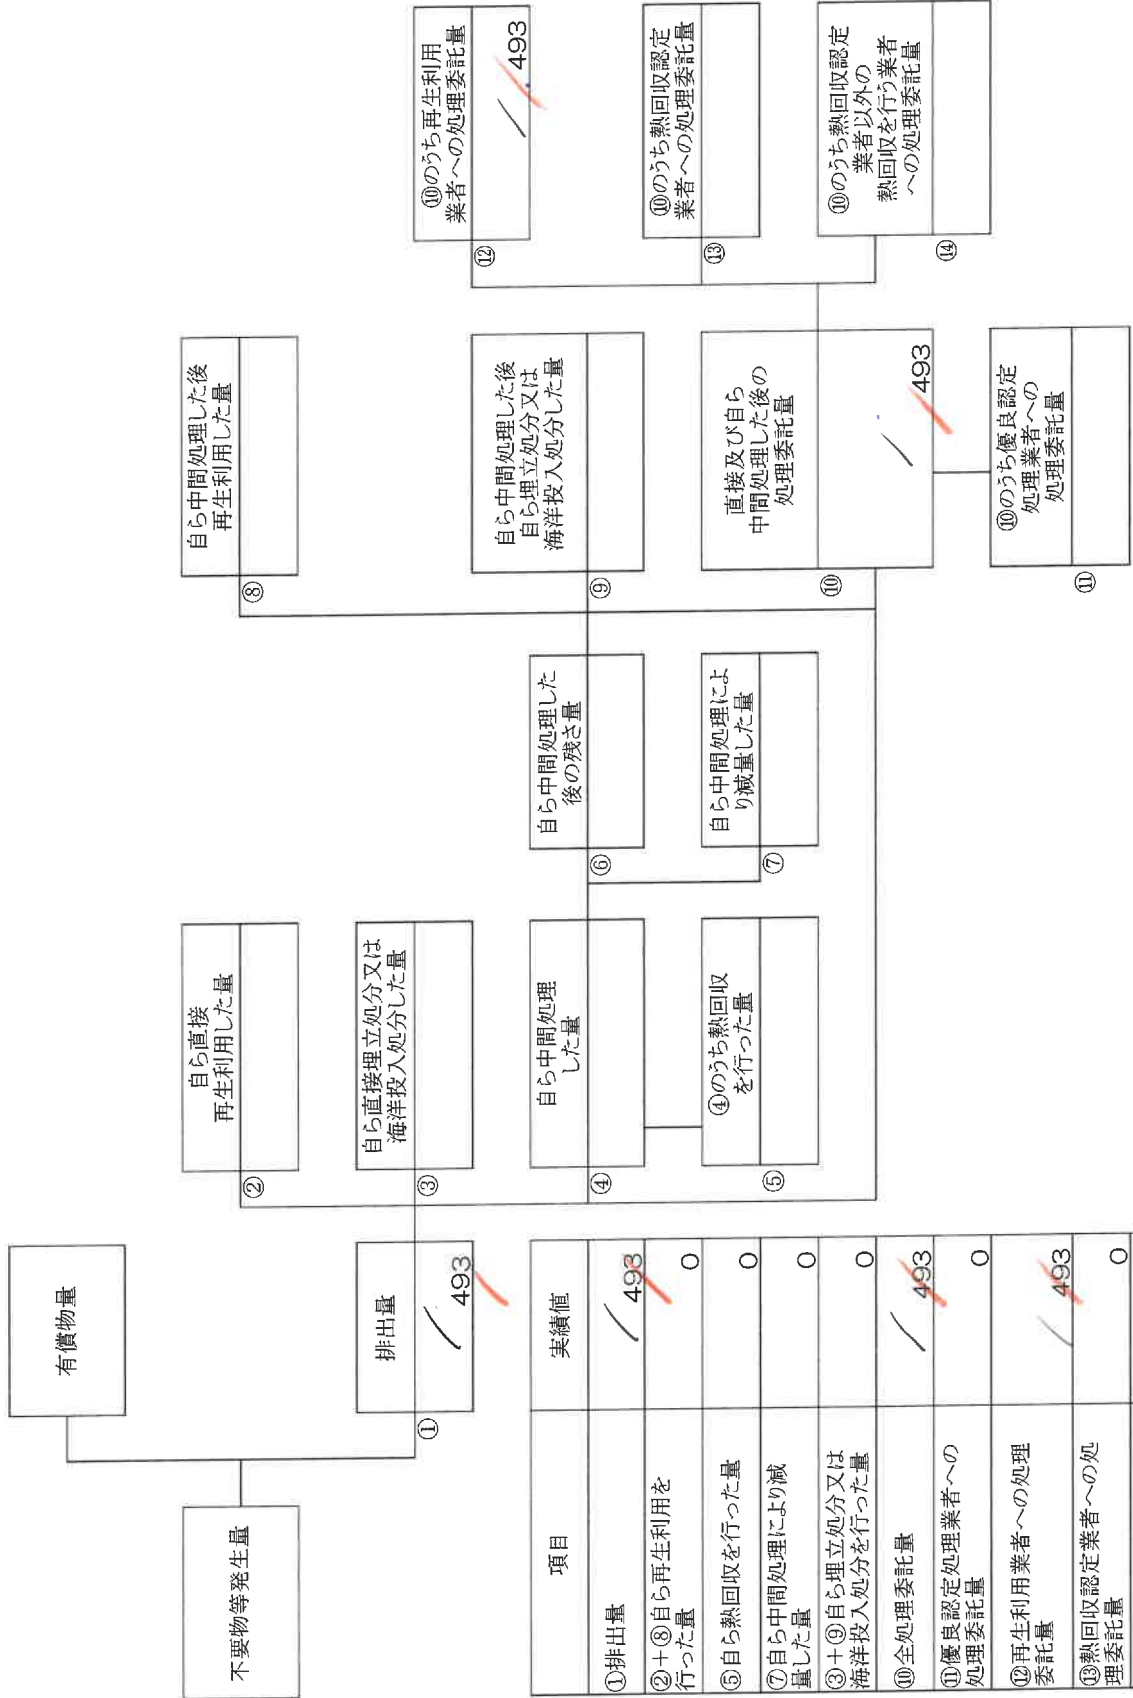 有償物量
不要物等発生量
①
排出量
493
②
自ら直接
再生利用した量
③
自ら直接埋立処分又は
海洋投入処分した量
④
自ら中間処理
した量
⑤
④のうち熱回収
を行った量
⑥
自ら中間処理した
後の残さ量
⑦
自ら中間処理によ
り減量した量
⑧
自ら中間処理した後
再生利用した量
⑨
自ら中間処理した後
自ら埋立処分又は
海洋投入処分した量
⑩
直接及び自ら
中間処理した後の
処理委託量
493
⑪
⑩のうち優良認定
処理業者への
処理委託量
⑫
⑩のうち再生利用
業者への処理委託量
493
⑬
⑩のうち熱回収認定
業者への処理委託量
⑭
⑩のうち熱回収認定
業者以外の
熱回収を行う業者
への処理委託量
項目 実績値
①排出量 493
②+⑧自ら再生利用を
行った量 0
⑤自ら熱回収を行った量 0
⑦自ら中間処理により減
量した量 0
③+⑨自ら埋立処分又は
海洋投入処分を行った量 0
⑩全処理委託量 493
⑪優良認定処理業者への
処理委託量 0
⑫再生利用業者への処理
委託量 493
⑬熱回収認定業者への処
理委託量 0